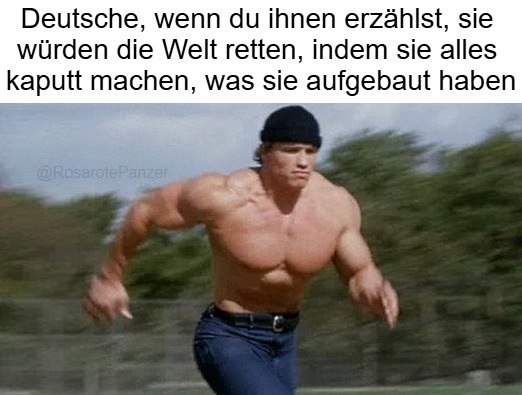 Deutsche, wenn du ihnen erzählst, sie
würden die Welt retten, indem sie alles
kaputt machen, was sie aufgebaut haben
@RosarotePanzer